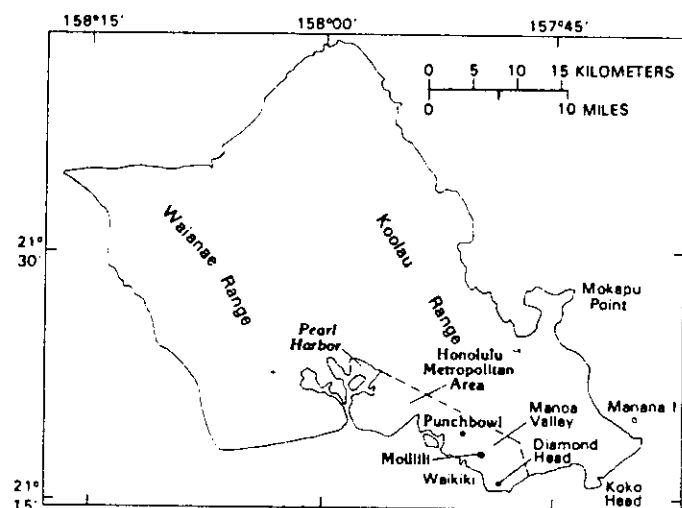 158°15'
158°00'
157°45'
0 5 10 15 KILOMETERS
0 10 MILES
21°
30'
Waianae
Range
Koolau
Range
Mokapu
Point
Pearl
Harbor
Honolulu
Metropolitan
Area
Punchbowl
Manoa
Valley
Manana I
Moiliili
Diamond
Head
Waikiki
Koko
Head
21°
15'